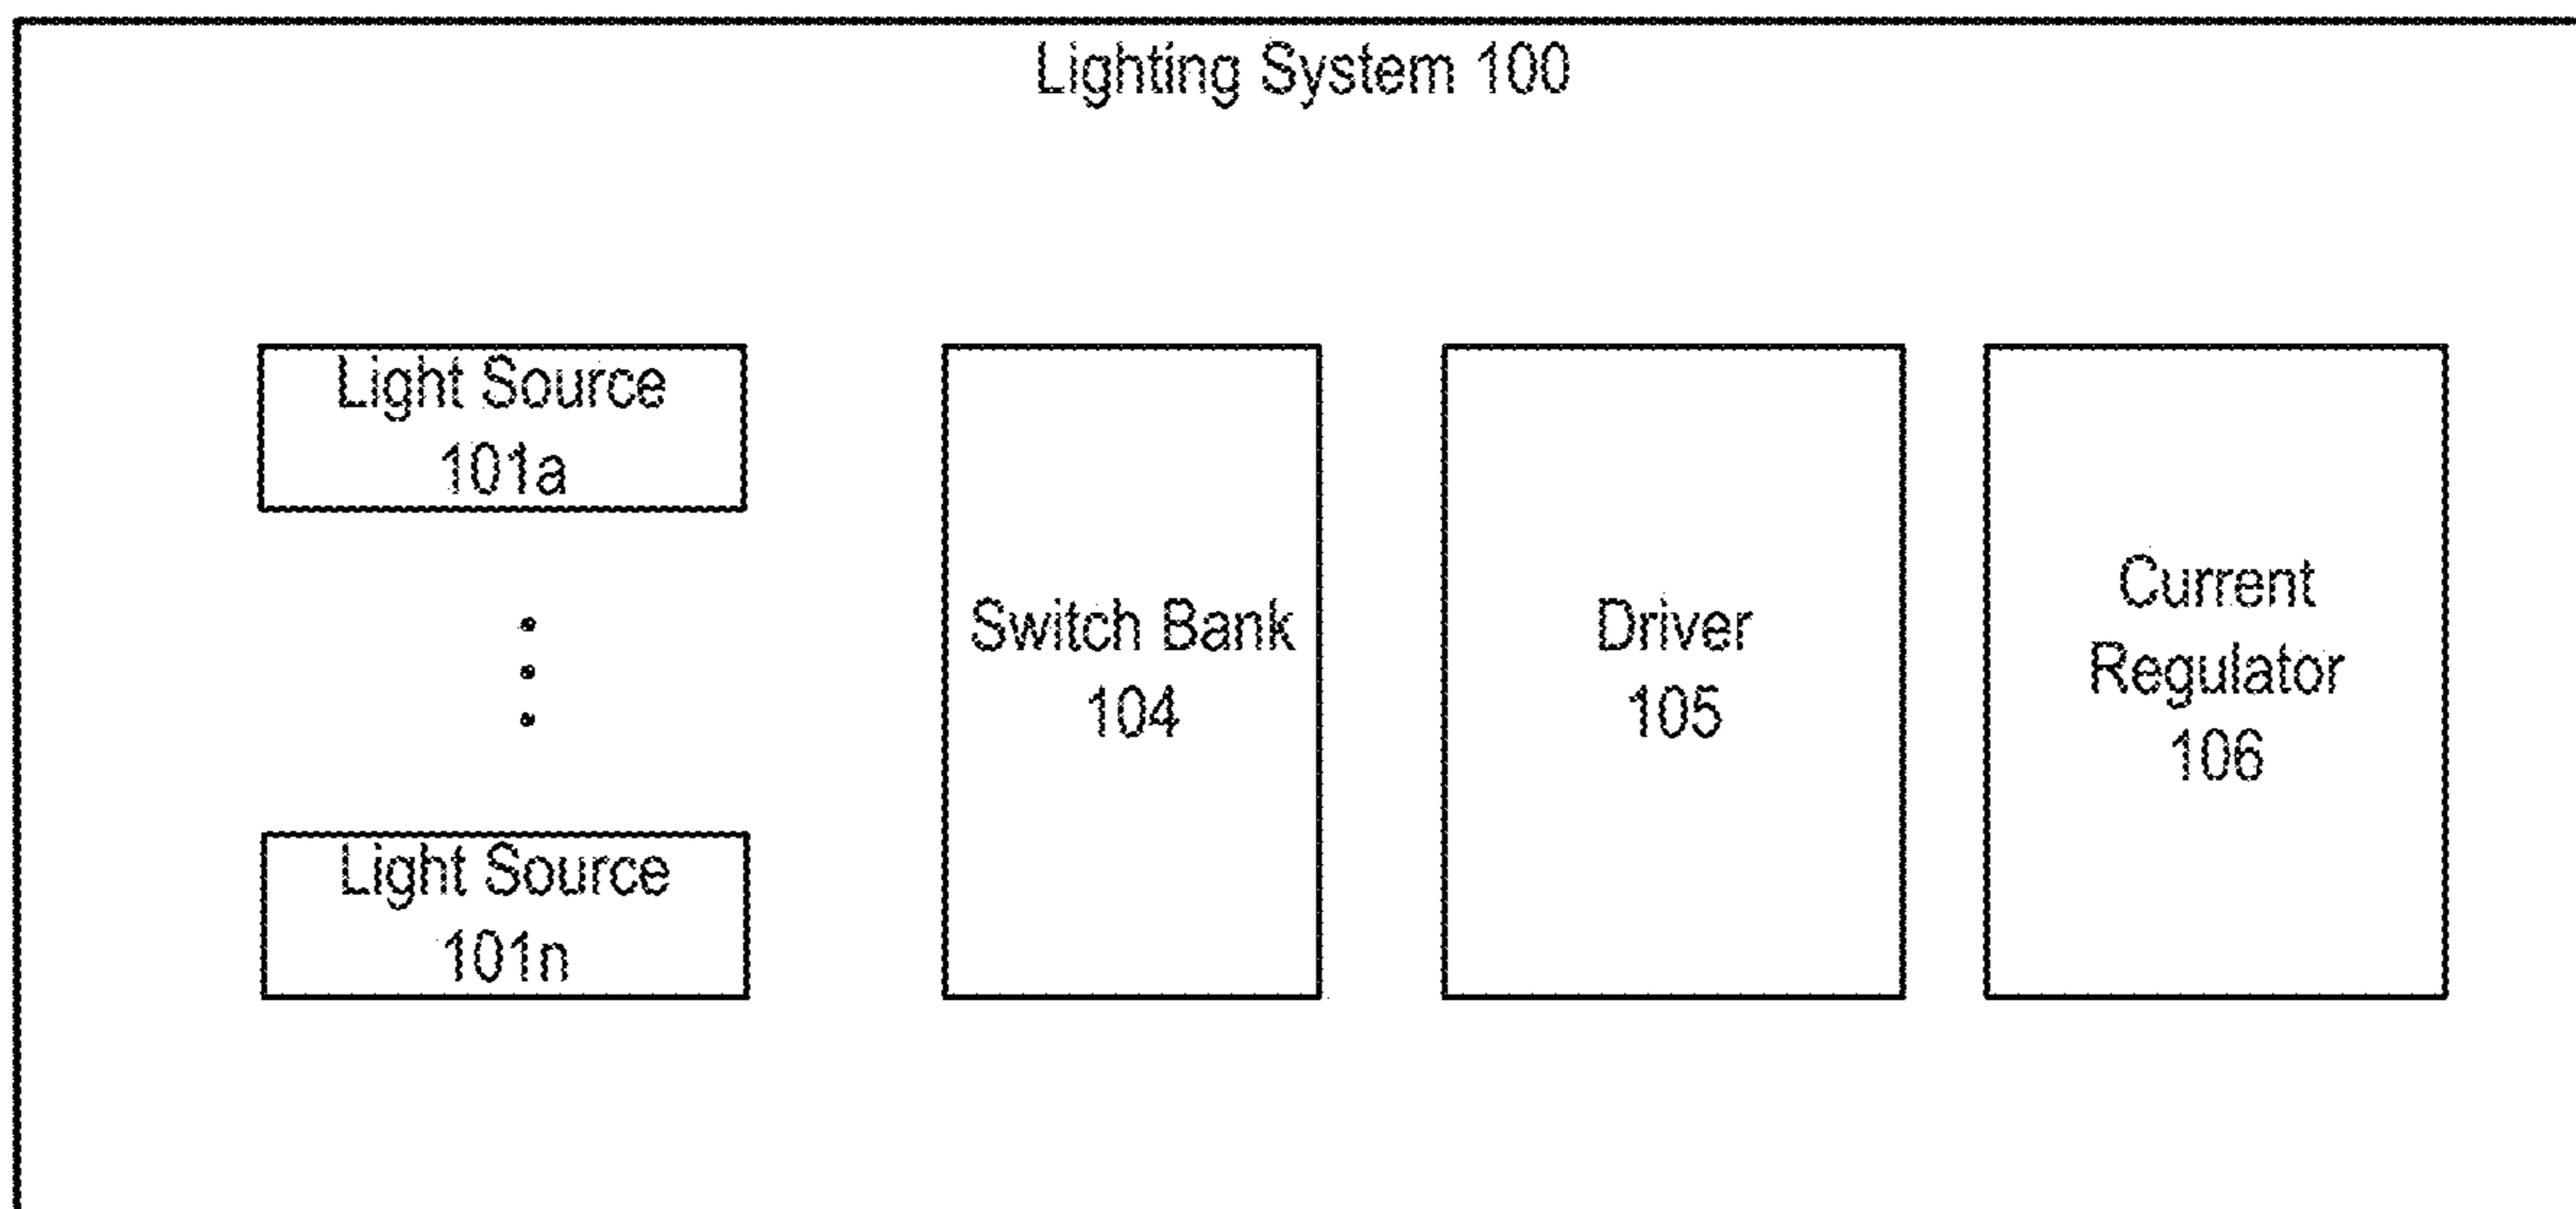 Lighting System 100
Light Source
101a
Light Source
101n
Switch Bank
104
Driver
105
Current
Regulator
106